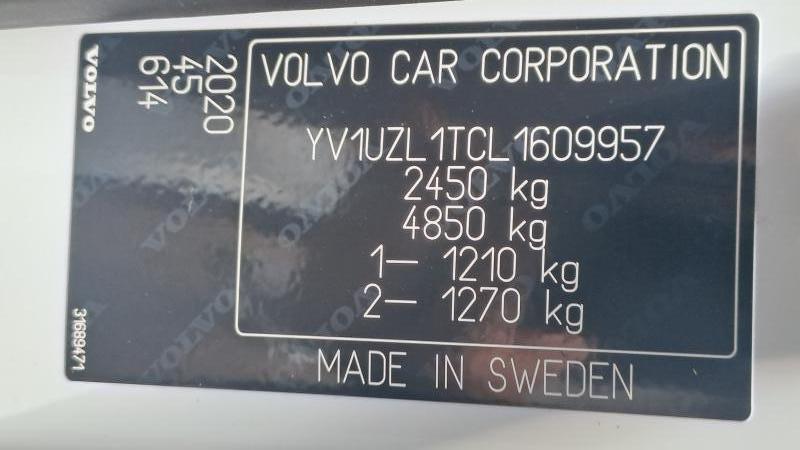 VOLVO
2020
45
614
VOLVO CAR CORPORATION
YV1UZL1TCL1609957
2450 kg
4850 kg
1– 1210 kg
2– 1270 kg
MADE IN SWEDEN
31689471